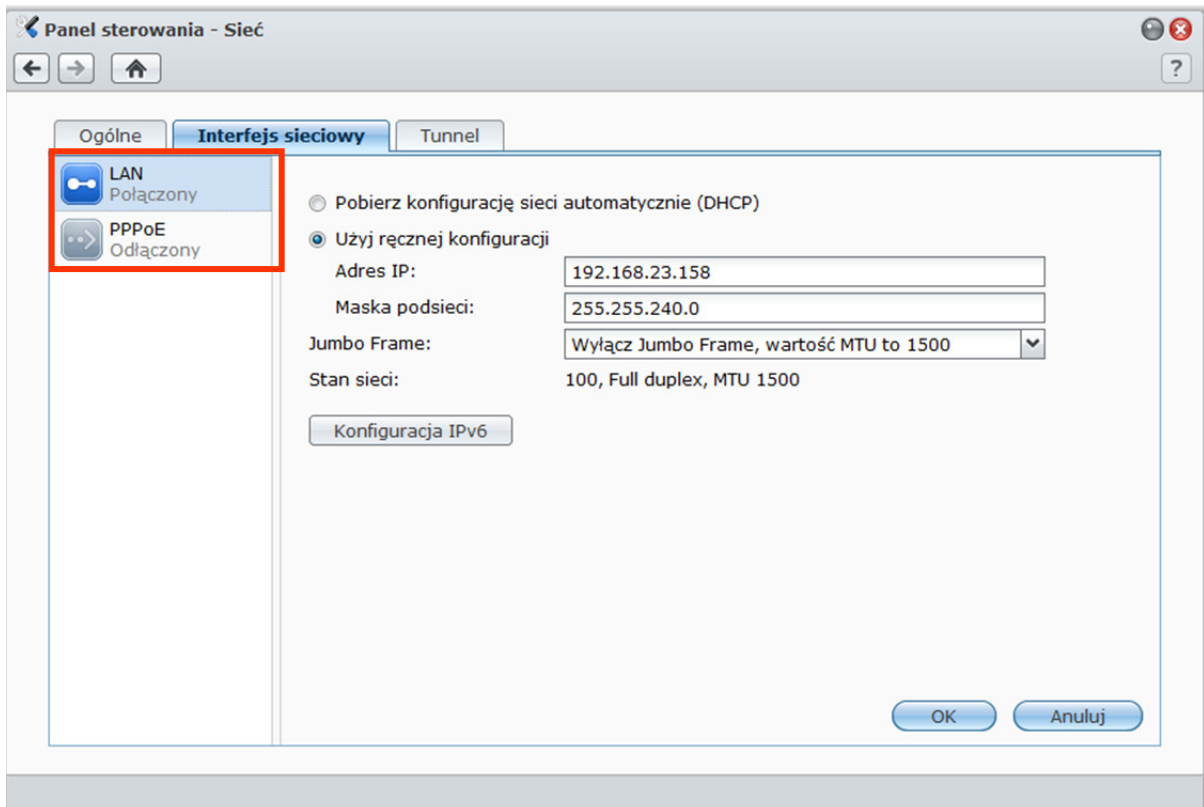 Panel sterowania - Sieć
?
Ogólne Interfejs sieciowy Tunnel
LAN
Połączony
PPPoE
Odłączony
Pobierz konfigurację sieci automatycznie (DHCP)
Użyj ręcznej konfiguracji
Adres IP: 192.168.23.158
Maska podsieci: 255.255.240.0
Jumbo Frame: Wyłącz Jumbo Frame, wartość MTU to 1500
Stan sieci: 100, Full duplex, MTU 1500
Konfiguracja IPv6
OK Anuluj